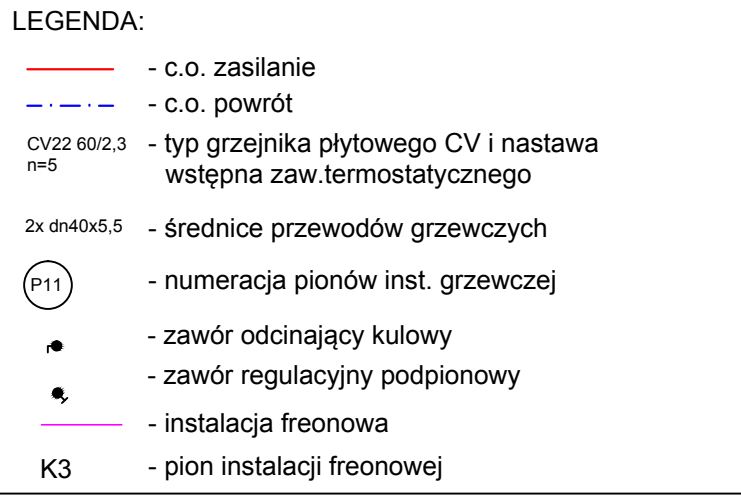 LEGENDA:
- c.o. zasilanie
- c.o. powrót
CV22 60/2,3 - typ grzejnika płytowego CV i nastawa
n=5 wstępna zaw.termostatycznego
2x dn40x5,5 - średnice przewodów grzewczych
P11 - numeracja pionów inst. grzewczej
- zawór odcinający kulowy
- zawór regulacyjny podpionowy
- instalacja freonowa
K3 - pion instalacji freonowej